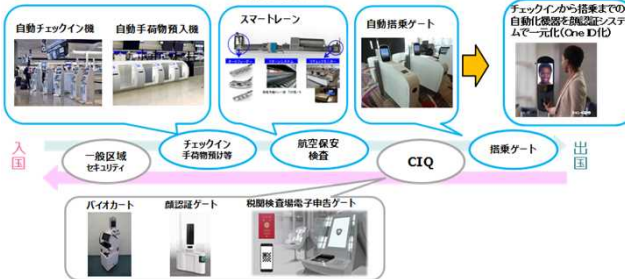 自動チェックイン機
自動手荷物預入機
スマートレーン
自動搭乗ゲート
チェックインから搭乗までの
自動化機器を顔認証システ
ムで一元化(One ID化)
入国
一般区域
セキュリティ
チェックイン
手荷物預け等
航空保安
検査
CIQ
搭乗ゲート
出国
バイオカート
顔認証ゲート
税関検査場電子申告ゲート